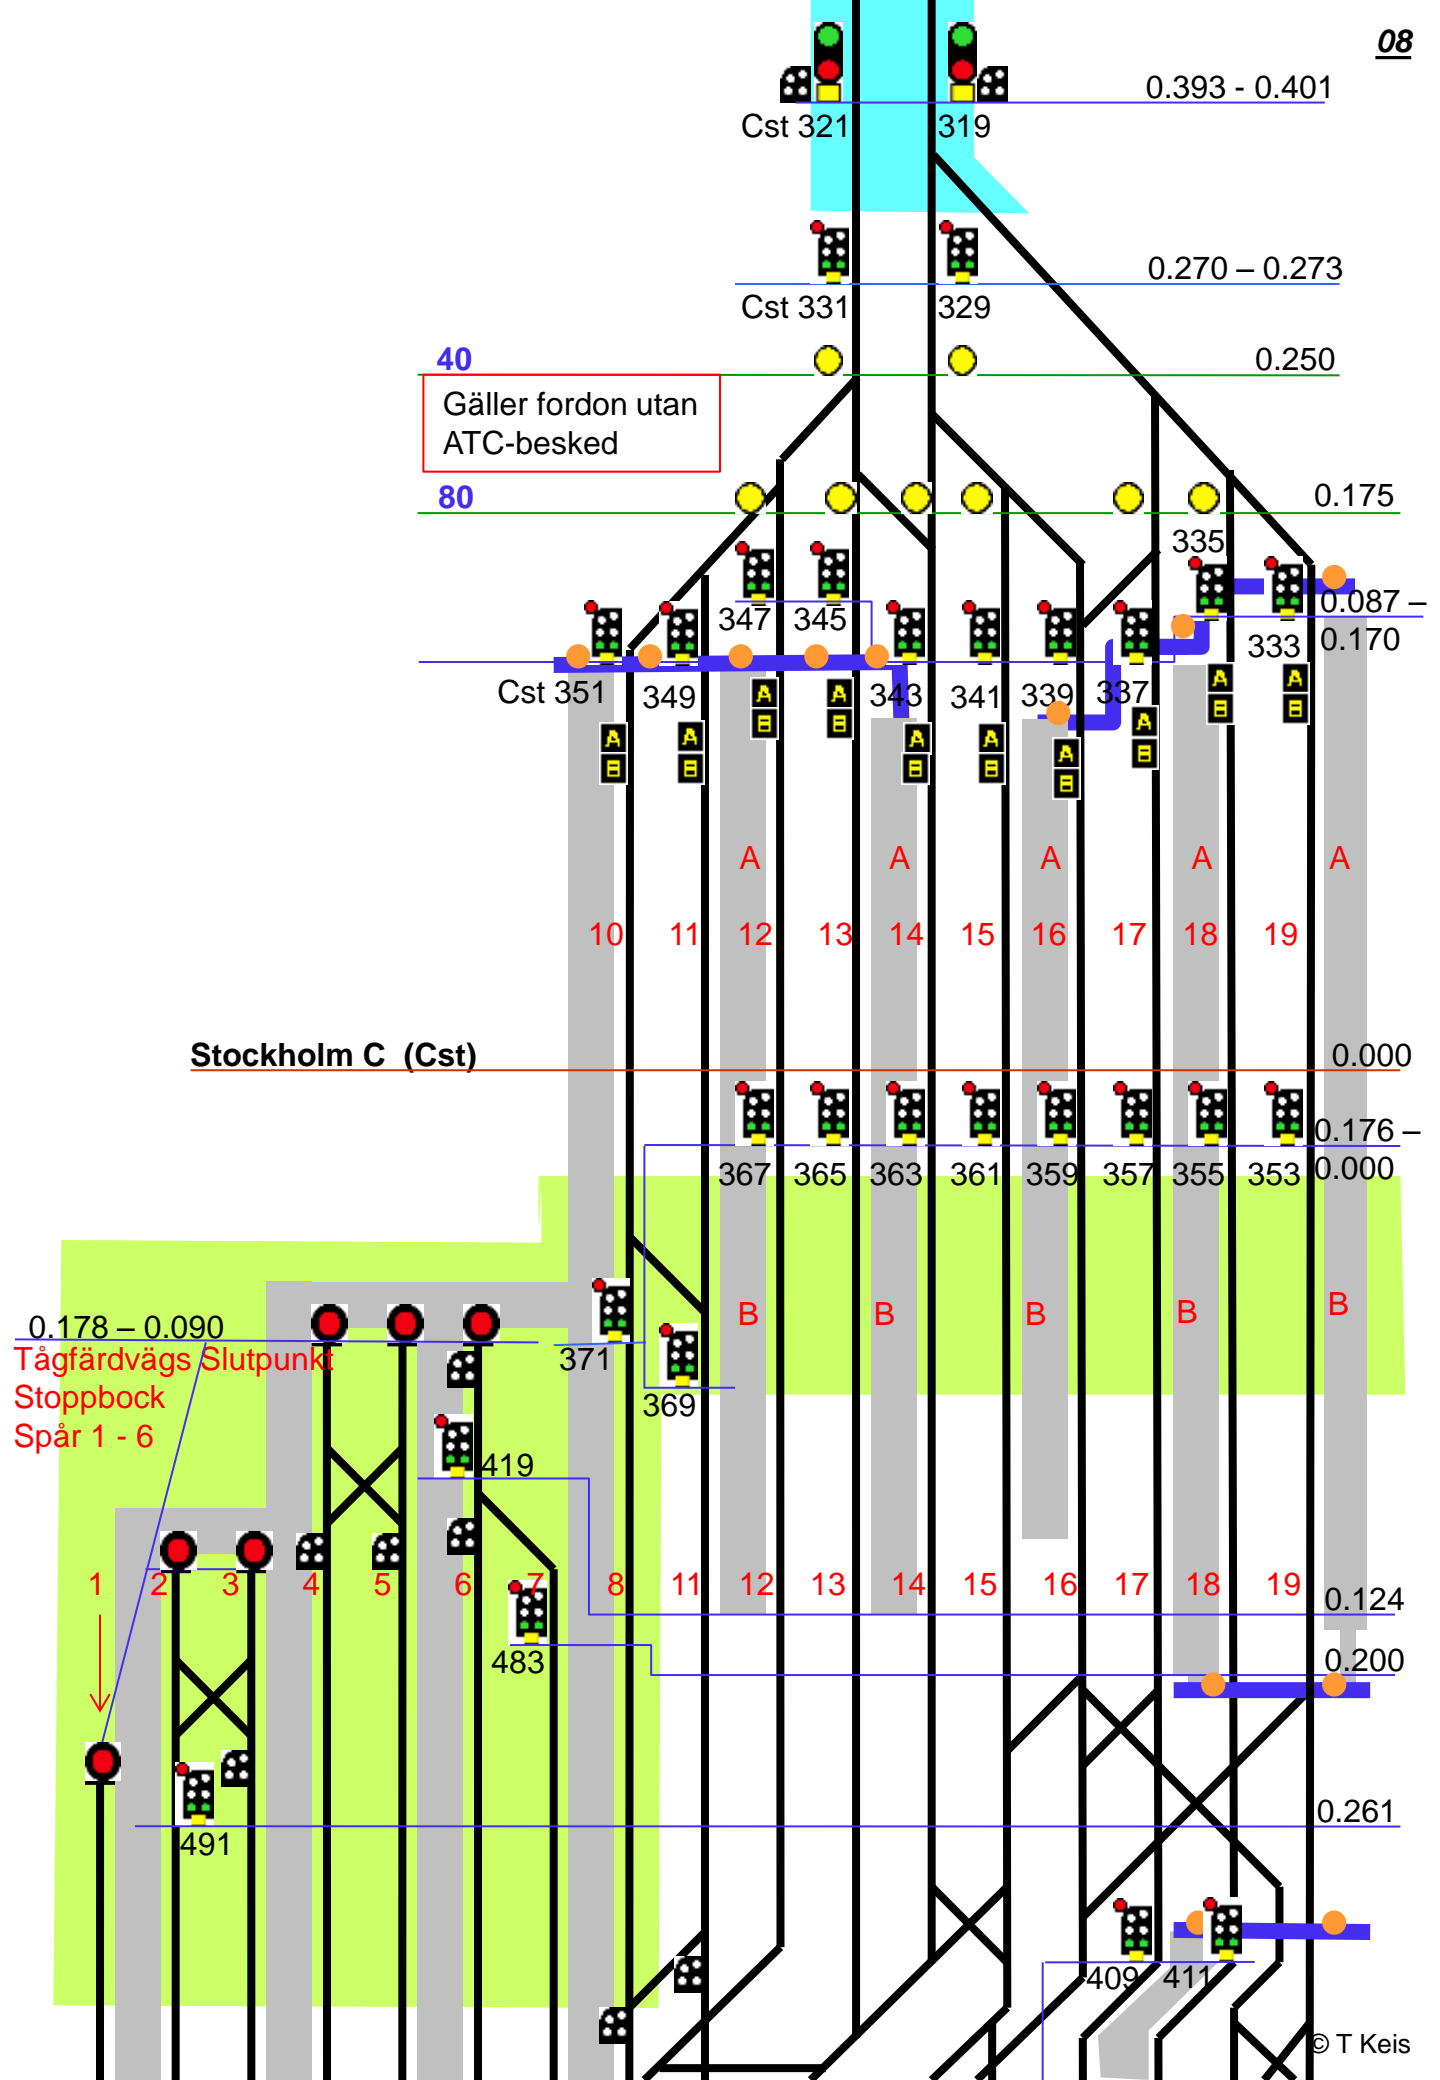 08
0.393 - 0.401
Cst 321
319
0.270 – 0.273
Cst 331
329
40
0.250
Gäller fordon utan
ATC-besked
80
0.175
335
347
345
0.087 –
0.170
333
Cst 351
349
343
341
339
337
A A A A A A A A A A
B B B B B B B B B B
A A A A A
10 11 12 13 14 15 16 17 18 19
Stockholm C (Cst)
0.000
0.176 –
0.000
367 365 363 361 359 357 355 353
B B B B B
0.178 – 0.090
Tågfärdvägs Slutpunkt
Stoppbock
Spår 1 - 6
371
369
419
1 2 3 4 5 6 7 8 11 12 13 14 15 16 17 18 19
0.124
483
0.200
0.261
491
409
411
© T Keis